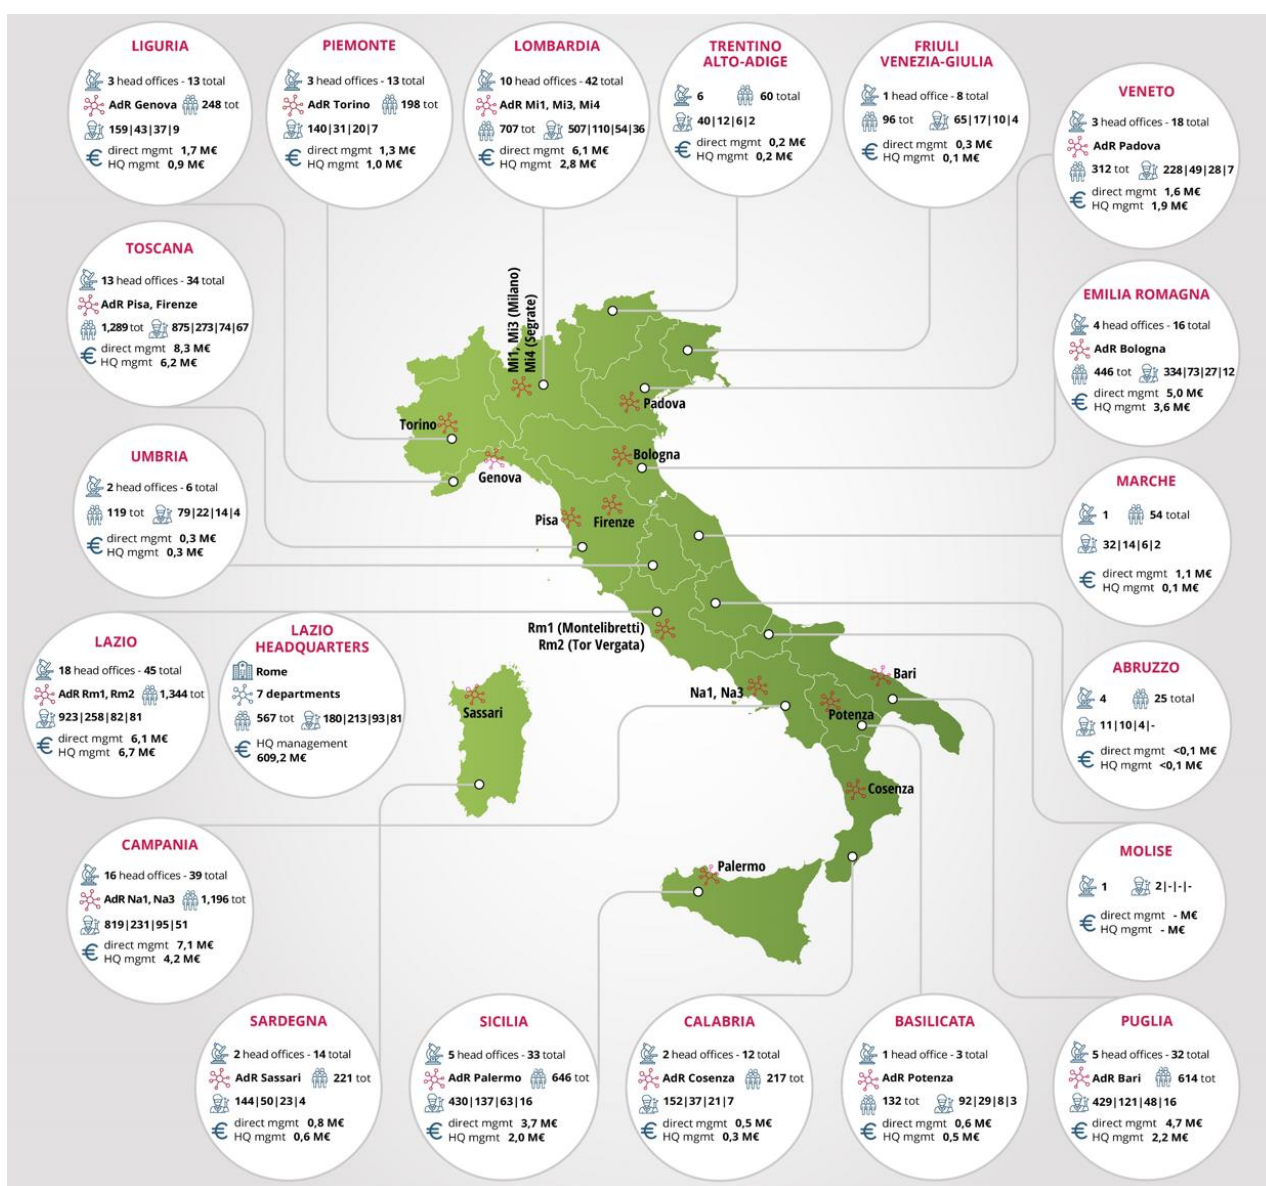 LIGURIA
3 head offices - 13 total
AdR Genova 248 tot
159|43|37|9
direct mgmt 1,7 M€
HQ mgmt 0,9 M€
PIEMONTE
3 head offices - 13 total
AdR Torino 198 tot
140|31|20|7
direct mgmt 1,3 M€
HQ mgmt 1,0 M€
LOMBARDIA
10 head offices - 42 total
AdR Mi1, Mi3, Mi4
707 tot 507|110|54|36
direct mgmt 6,1 M€
HQ mgmt 2,8 M€
TRENTINO
ALTO-ADIGE
6 60 total
40|12|6|2
direct mgmt 0,2 M€
HQ mgmt 0,2 M€
FRIULI
VENEZIA-GIULIA
1 head office - 8 total
96 tot 65|17|10|4
direct mgmt 0,3 M€
HQ mgmt 0,1 M€
VENETO
3 head offices - 18 total
AdR Padova
312 tot 228|49|28|7
direct mgmt 1,6 M€
HQ mgmt 1,9 M€
TOSCANA
13 head offices - 34 total
AdR Pisa, Firenze
1,289 tot 875|273|74|67
direct mgmt 8,3 M€
HQ mgmt 6,2 M€
EMILIA ROMAGNA
4 head offices - 16 total
AdR Bologna
446 tot 334|73|27|12
direct mgmt 5,0 M€
HQ mgmt 3,6 M€
UMBRIA
2 head offices - 6 total
119 tot 79|22|14|4
direct mgmt 0,3 M€
HQ mgmt 0,3 M€
MARCHE
1 54 total
32|14|6|2
direct mgmt 1,1 M€
HQ mgmt 0,1 M€
Mi1, Mi3 (Milano)
Mi4 (Segrate)
Padova
Torino
Bologna
Genova
Pisa
Firenze
Rm1 (Montelibretti)
Rm2 (Tor Vergata)
Na1, Na3
Bari
Potenza
Sassari
Cosenza
Palermo
LAZIO
18 head offices - 45 total
AdR Rm1, Rm2 1,344 tot
923|258|82|81
direct mgmt 6,1 M€
HQ mgmt 6,7 M€
LAZIO
HEADQUARTERS
Rome
7 departments
567 tot 180|213|93|81
HQ management
609,2 M€
ABRUZZO
4 25 total
11|10|4|-
direct mgmt <0,1 M€
HQ mgmt <0,1 M€
CAMPANIA
16 head offices - 39 total
AdR Na1, Na3 1,196 tot
819|231|95|51
direct mgmt 7,1 M€
HQ mgmt 4,2 M€
MOLISE
1 2|-|-|-
direct mgmt - M€
HQ mgmt - M€
SARDEGNA
2 head offices - 14 total
AdR Sassari 221 tot
144|50|23|4
direct mgmt 0,8 M€
HQ mgmt 0,6 M€
SICILIA
5 head offices - 33 total
AdR Palermo 646 tot
430|137|63|16
direct mgmt 3,7 M€
HQ mgmt 2,0 M€
CALABRIA
2 head offices - 12 total
AdR Cosenza 217 tot
152|37|21|7
direct mgmt 0,5 M€
HQ mgmt 0,3 M€
BASILICATA
1 head office - 3 total
AdR Potenza
132 tot 92|29|8|3
direct mgmt 0,6 M€
HQ mgmt 0,5 M€
PUGLIA
5 head offices - 32 total
AdR Bari 614 tot
429|121|48|16
direct mgmt 4,7 M€
HQ mgmt 2,2 M€